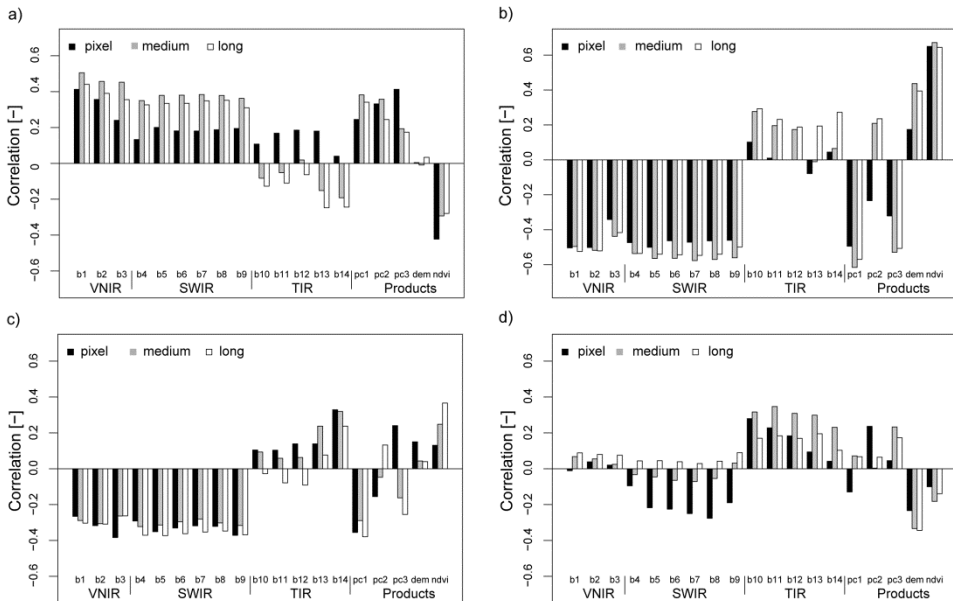 a)
pixel medium long
Correlation [−]
0.6
0.4
0.2
0
−0.2
−0.4
−0.6
b1 b2 b3 b4 b5 b6 b7 b8 b9 b10 b11 b12 b13 b14 pc1 pc2 pc3 dem ndvi
VNIR SWIR TIR Products
b)
pixel medium long
Correlation [−]
0.6
0.4
0.2
0.0
−0.2
−0.4
−0.6
b1 b2 b3 b4 b5 b6 b7 b8 b9 b10 b11 b12 b13 b14 pc1 pc2 pc3 dem ndvi
VNIR SWIR TIR Products
c)
pixel medium long
Correlation [−]
0.6
0.4
0.2
0.0
−0.2
−0.4
−0.6
b1 b2 b3 b4 b5 b6 b7 b8 b9 b10 b11 b12 b13 b14 pc1 pc2 pc3 dem ndvi
VNIR SWIR TIR Products
d)
pixel medium long
Correlation [−]
0.6
0.4
0.2
0.0
−0.2
−0.4
−0.6
b1 b2 b3 b4 b5 b6 b7 b8 b9 b10 b11 b12 b13 b14 pc1 pc2 pc3 dem ndvi
VNIR SWIR TIR Products